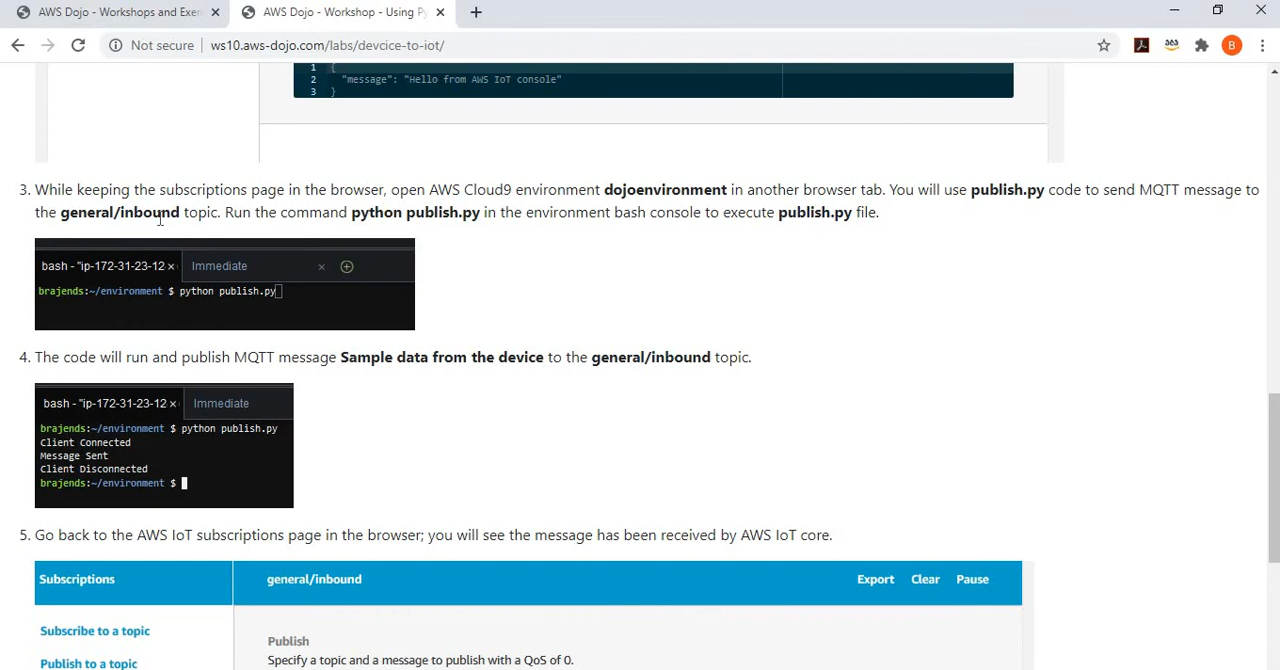 AWS Dojo - Workshops and Exer
AWS Dojo - Workshop - Using Py
Not secure | ws10.aws-dojo.com/labs/devcice-to-iot/
B
1 {
2 "message": "Hello from AWS IoT console"
3 }
3. While keeping the subscriptions page in the browser, open AWS Cloud9 environment dojoenvironment in another browser tab. You will use publish.py code to send MQTT message to
the general/inbound topic. Run the command python publish.py in the environment bash console to execute publish.py file.
bash - "ip-172-31-23-12 × Immediate ×
brajends:~/environment $ python publish.py
4. The code will run and publish MQTT message Sample data from the device to the general/inbound topic.
bash - "ip-172-31-23-12 × Immediate
brajends:~/environment $ python publish.py
Client Connected
Message Sent
Client Disconnected
brajends:~/environment $
5. Go back to the AWS IoT subscriptions page in the browser; you will see the message has been received by AWS IoT core.
Subscriptions general/inbound Export Clear Pause
Subscribe to a topic
Publish
Specify a topic and a message to publish with a QoS of 0.
Publish to a topic